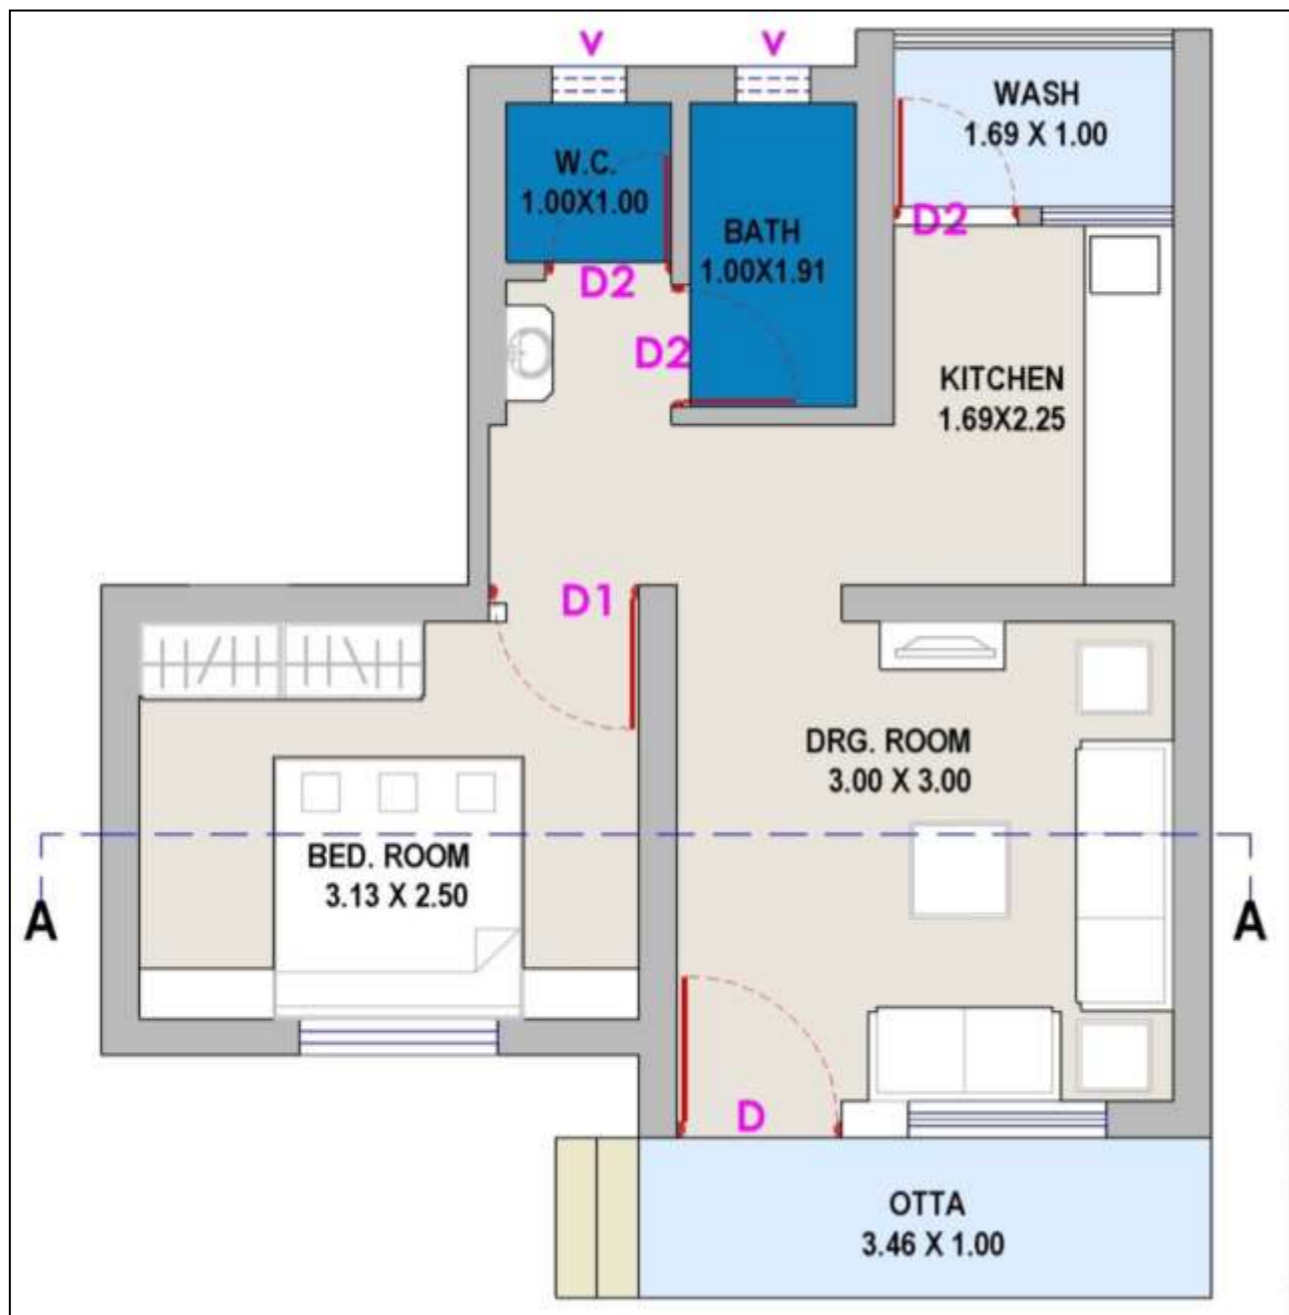 V
V
WASH
1.69 X 1.00
W.C.
1.00X1.00
D2
BATH
1.00X1.91
D2
D2
KITCHEN
1.69X2.25
D1
DRG. ROOM
3.00 X 3.00
BED. ROOM
3.13 X 2.50
A
A
D
OTTA
3.46 X 1.00